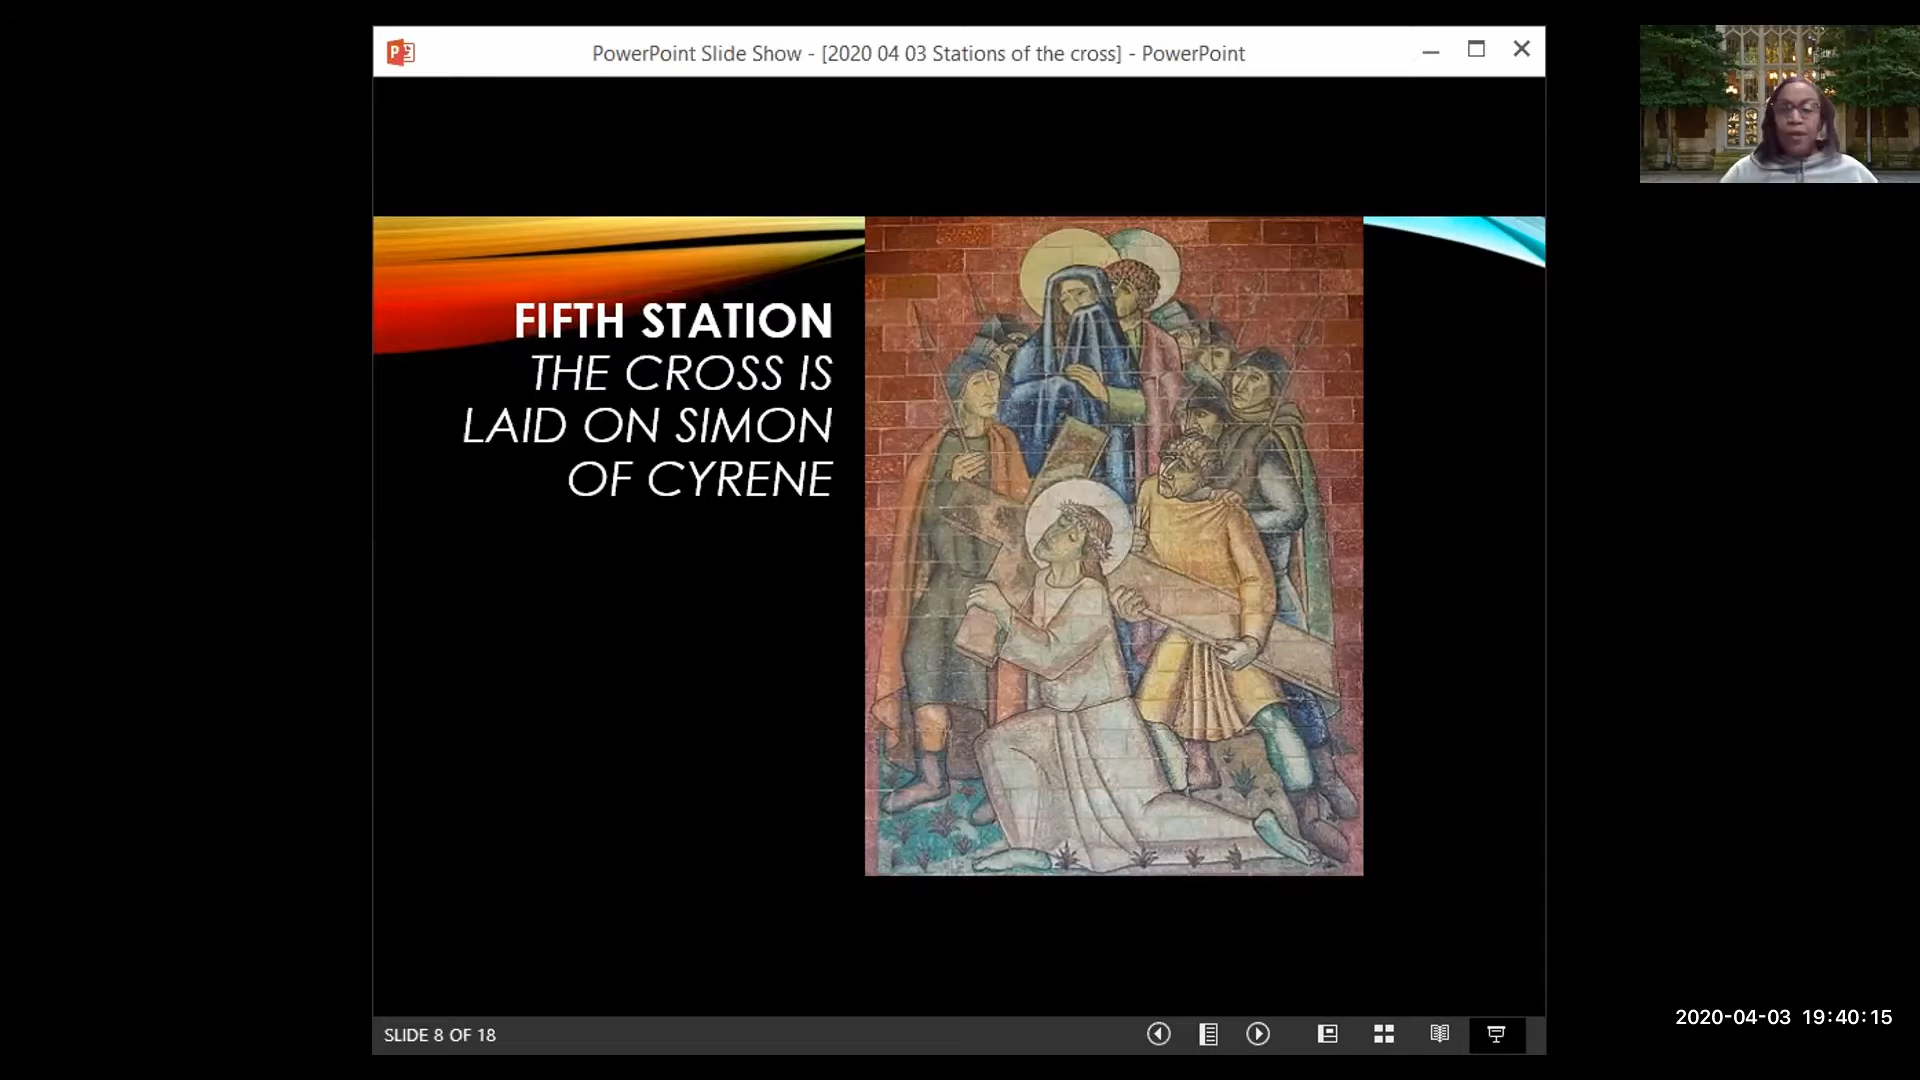 PowerPoint Slide Show - [2020 04 03 Stations of the cross] - PowerPoint
FIFTH STATION
THE CROSS IS
LAID ON SIMON
OF CYRENE
SLIDE 8 OF 18
2020-04-03 19:40:15